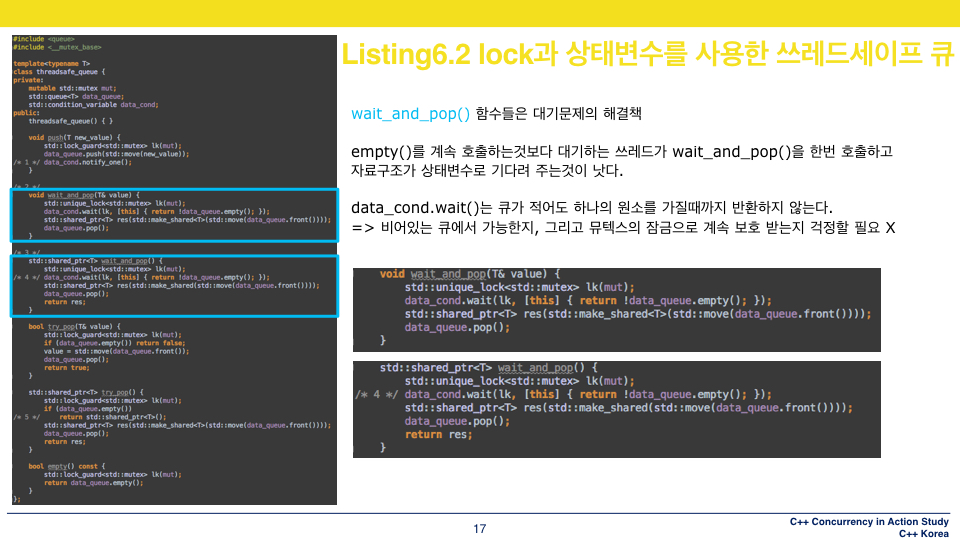 #include <queue>
#include <__mutex_base>
template<typename T>
class threadsafe_queue {
private:
mutable std::mutex mut;
std::queue<T> data_queue;
std::condition_variable data_cond;
public:
threadsafe_queue() { }
void push(T new_value) {
std::lock_guard<std::mutex> lk(mut);
data_queue.push(std::move(new_value));
/* 1 */ data_cond.notify_one();
}
/* 2 */
void wait_and_pop(T& value) {
std::unique_lock<std::mutex> lk(mut);
data_cond.wait(lk, [this] { return !data_queue.empty(); });
std::shared_ptr<T> res(std::make_shared<T>(std::move(data_queue.front())));
data_queue.pop();
}
/* 3 */
std::shared_ptr<T> wait_and_pop() {
std::unique_lock<std::mutex> lk(mut);
/* 4 */ data_cond.wait(lk, [this] { return !data_queue.empty(); });
std::shared_ptr<T> res(std::make_shared(std::move(data_queue.front())));
data_queue.pop();
return res;
}
bool try_pop(T& value) {
std::lock_guard<std::mutex> lk(mut);
if (data_queue.empty()) return false;
value = std::move(data_queue.front());
data_queue.pop();
return true;
}
std::shared_ptr<T> try_pop() {
std::lock_guard<std::mutex> lk(mut);
if (data_queue.empty())
/* 5 */ return std::shared_ptr<T>();
std::shared_ptr<T> res(std::make_shared<T>(std::move(data_queue.front())));
data_queue.pop();
return res;
}
bool empty() const {
std::lock_guard<std::mutex> lk(mut);
return data_queue.empty();
}
};
Listing6.2 lock과 상태변수를 사용한 쓰레드세이프 큐
wait_and_pop() 함수들은 대기문제의 해결책
empty()를 계속 호출하는것보다 대기하는 쓰레드가 wait_and_pop()을 한번 호출하고
자료구조가 상태변수로 기다려 주는것이 낫다.
data_cond.wait()는 큐가 적어도 하나의 원소를 가질때까지 반환하지 않는다.
=> 비어있는 큐에서 가능한지, 그리고 뮤텍스의 잠금으로 계속 보호 받는지 걱정할 필요 X
void wait_and_pop(T& value) {
std::unique_lock<std::mutex> lk(mut);
data_cond.wait(lk, [this] { return !data_queue.empty(); });
std::shared_ptr<T> res(std::make_shared<T>(std::move(data_queue.front())));
data_queue.pop();
}
std::shared_ptr<T> wait_and_pop() {
std::unique_lock<std::mutex> lk(mut);
/* 4 */ data_cond.wait(lk, [this] { return !data_queue.empty(); });
std::shared_ptr<T> res(std::make_shared(std::move(data_queue.front())));
data_queue.pop();
return res;
}
17
C++ Concurrency in Action Study
C++ Korea